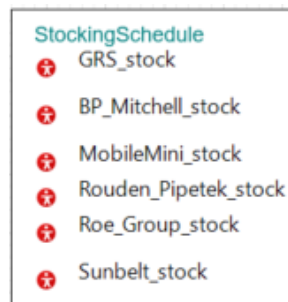 StockingSchedule
GRS_stock
BP_Mitchell_stock
MobileMini_stock
Rouden_Pipetek_stock
Roe_Group_stock
Sunbelt_stock